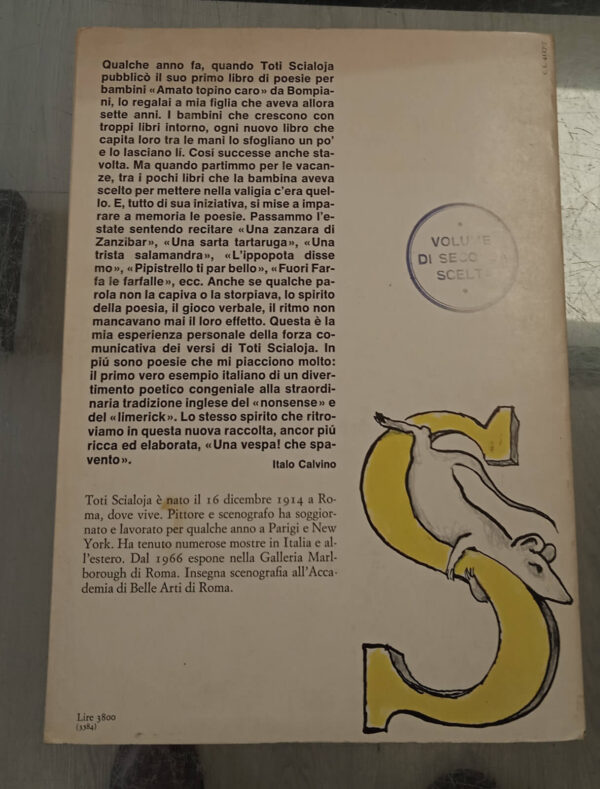 Qualche anno fa, quando Toti Scialoja
pubblicò il suo primo libro di poesie per
bambini «Amato topino caro» da Bompia-
ni, lo regalai a mia figlia che aveva allora
sette anni. I bambini che crescono con
troppi libri intorno, ogni nuovo libro che
capita loro tra le mani lo sfogliano un po'
e lo lasciano lí. Cosí successe anche sta-
volta. Ma quando partimmo per le vacan-
ze, tra i pochi libri che la bambina aveva
scelto per mettere nella valigia c'era quel-
lo. E, tutto di sua iniziativa, si mise a impa-
rare a memoria le poesie. Passammo l'e-
state sentendo recitare «Una zanzara di
Zanzibar», «Una sarta tartaruga», «Una
trista salamandra», «L'ippopota disse
mo», «Pipistrello ti par bello», «Fuori Far-
fa le farfalle», ecc. Anche se qualche pa-
rola non la capiva o la storpiava, lo spirito
della poesia, il gioco verbale, il ritmo non
mancavano mai il loro effetto. Questa è la
mia esperienza personale della forza co-
municativa dei versi di Toti Scialoja. In
piú sono poesie che mi piacciono molto:
il primo vero esempio italiano di un diver-
timento poetico congeniale alla straordi-
naria tradizione inglese del «nonsense» e
del «limerick». Lo stesso spirito che ritro-
viamo in questa nuova raccolta, ancor piú
ricca ed elaborata, «Una vespa! che spa-
vento».
Italo Calvino
Toti Scialoja è nato il 16 dicembre 1914 a Ro-
ma, dove vive. Pittore e scenografo ha soggior-
nato e lavorato per qualche anno a Parigi e New
York. Ha tenuto numerose mostre in Italia e al-
l'estero. Dal 1966 espone nella Galleria Marl-
borough di Roma. Insegna scenografia all'Acca-
demia di Belle Arti di Roma.
Lire 3800
(3384)
VOLUME
DI SECONDA
SCELTA
S